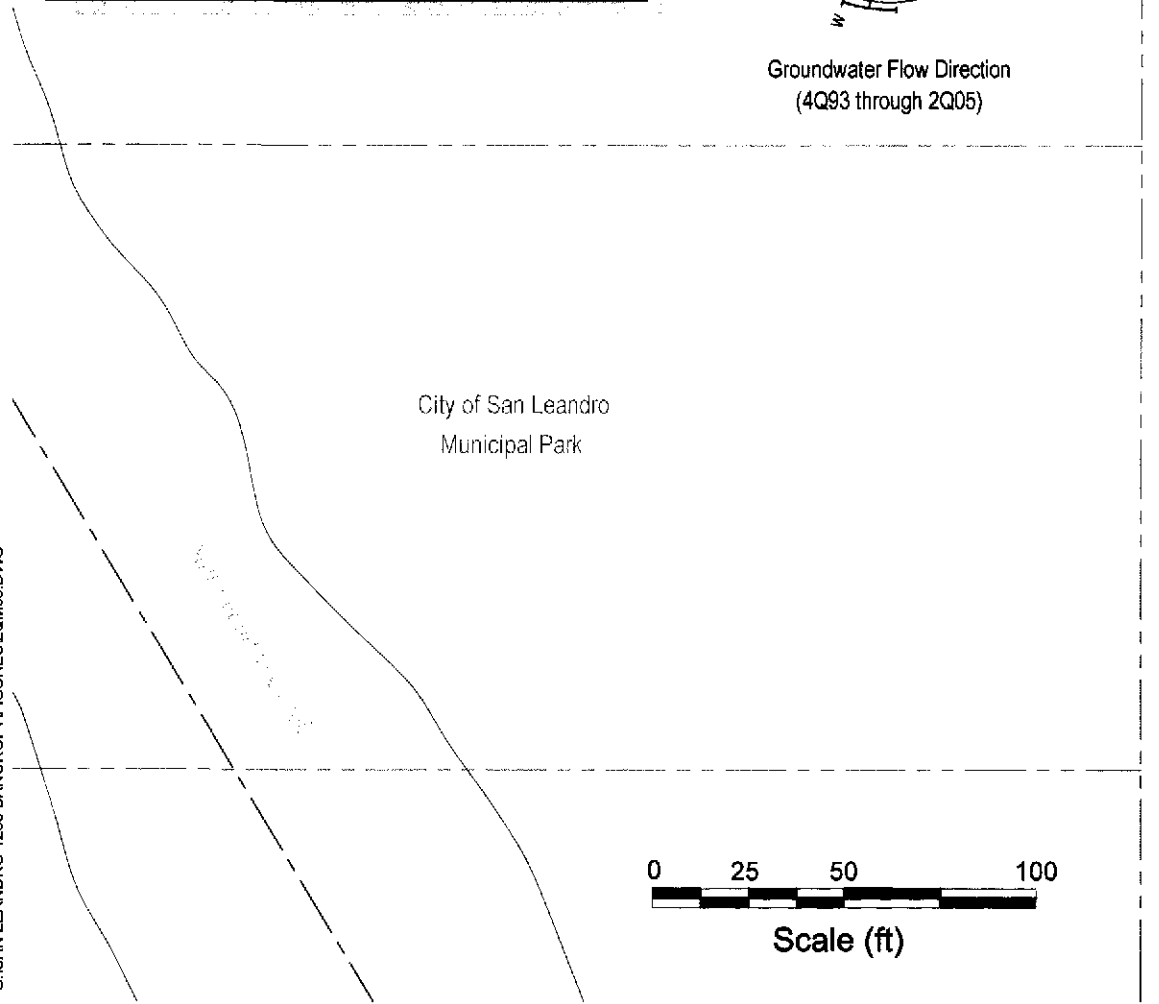 W
Groundwater Flow Direction
(4Q93 through 2Q05)
City of San Leandro
Municipal Park
0 25 50 100
Scale (ft)